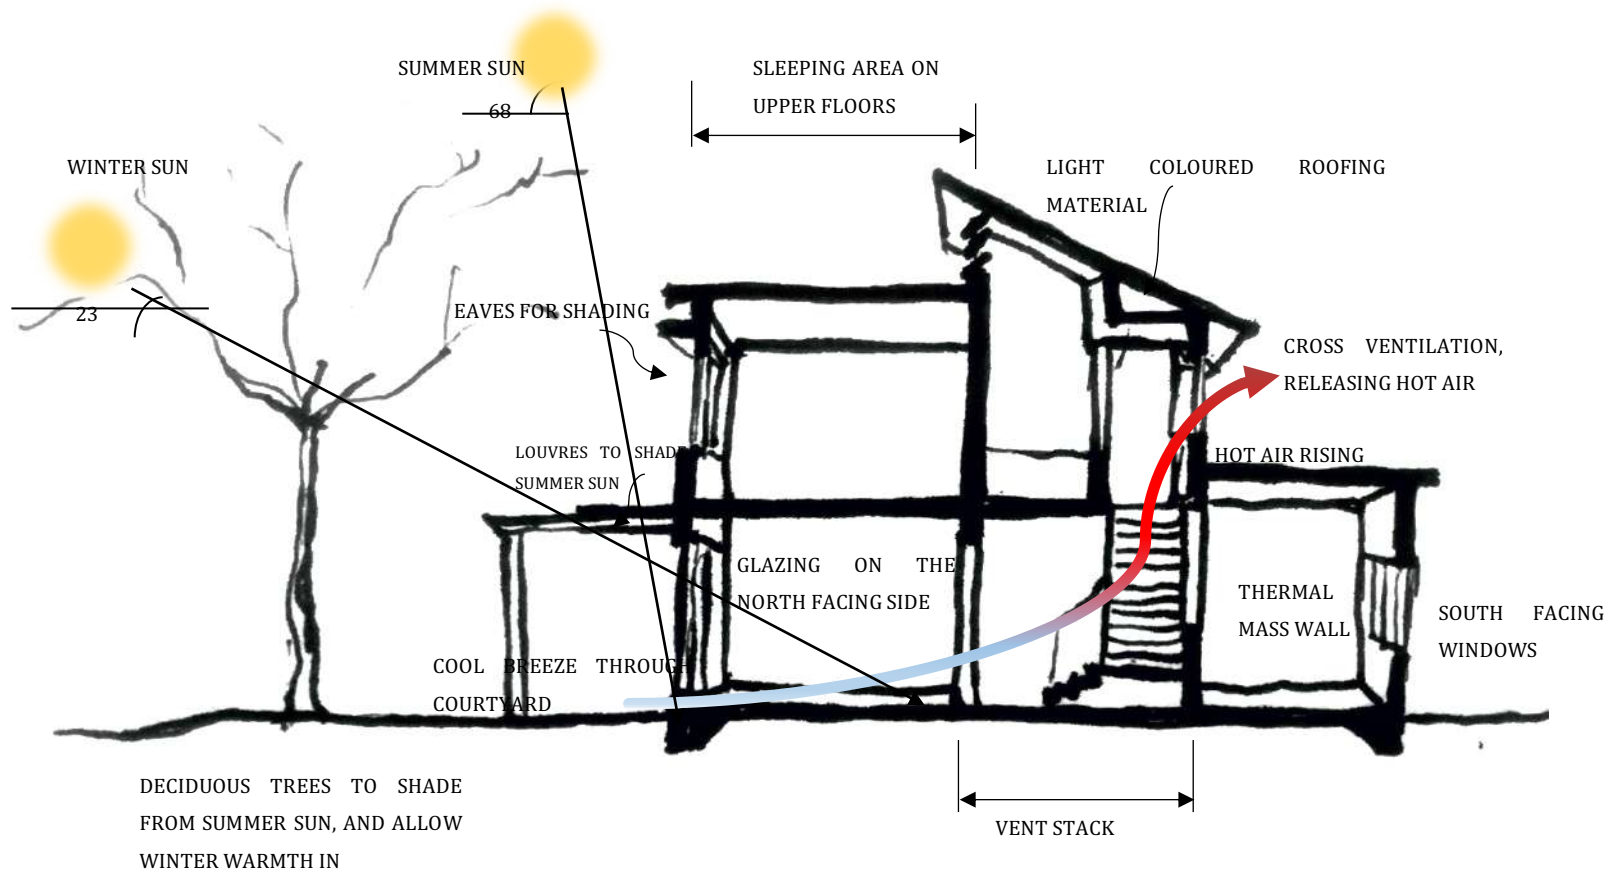 SUMMER SUN
68
SLEEPING AREA ON
UPPER FLOORS
WINTER SUN
23
LIGHT COLOURED ROOFING
MATERIAL
EAVES FOR SHADING
CROSS VENTILATION,
RELEASING HOT AIR
LOUVRES TO SHADE
SUMMER SUN
HOT AIR RISING
GLAZING ON THE
NORTH FACING SIDE
THERMAL
MASS WALL
SOUTH FACING
WINDOWS
COOL BREEZE THROUGH
COURTYARD
DECIDUOUS TREES TO SHADE
FROM SUMMER SUN, AND ALLOW
WINTER WARMTH IN
VENT STACK